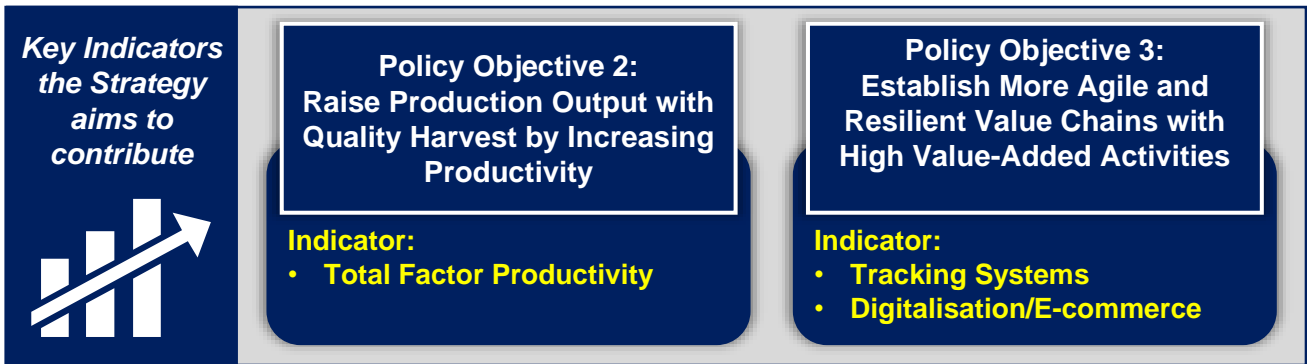 Key Indicators
the Strategy
aims to
contribute
Policy Objective 2:
Raise Production Output with
Quality Harvest by Increasing
Productivity
Indicator:
• Total Factor Productivity
Policy Objective 3:
Establish More Agile and
Resilient Value Chains with
High Value-Added Activities
Indicator:
• Tracking Systems
• Digitalisation/E-commerce